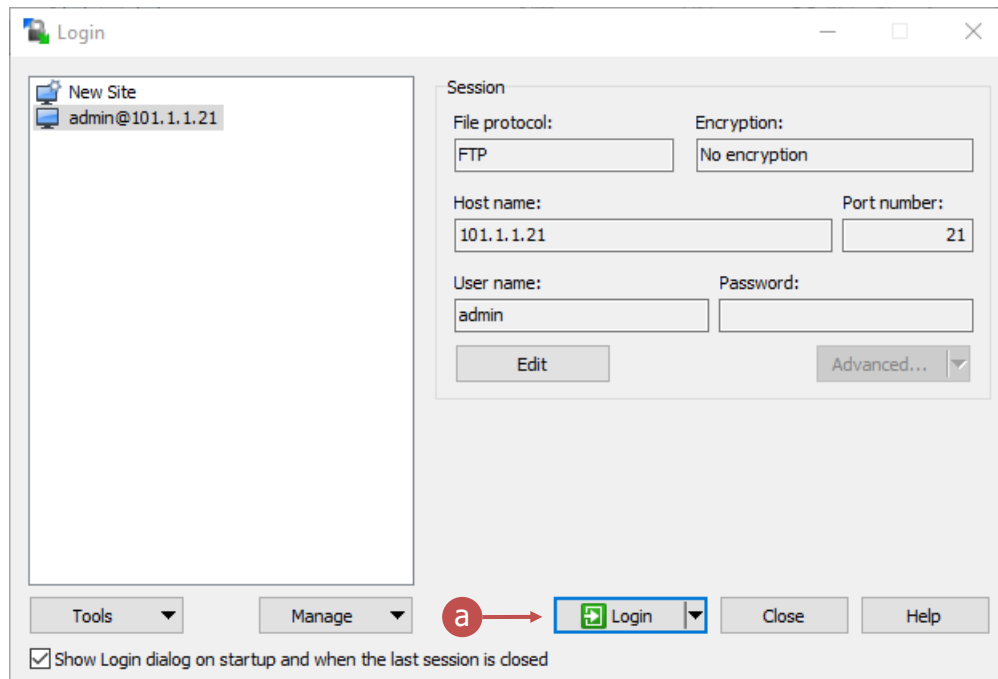 Login
New Site
admin@101.1.1.21
Session
File protocol: Encryption:
FTP No encryption
Host name: Port number:
101.1.1.21 21
User name: Password:
admin
Edit Advanced...
Tools Manage a Login Close Help
Show Login dialog on startup and when the last session is closed